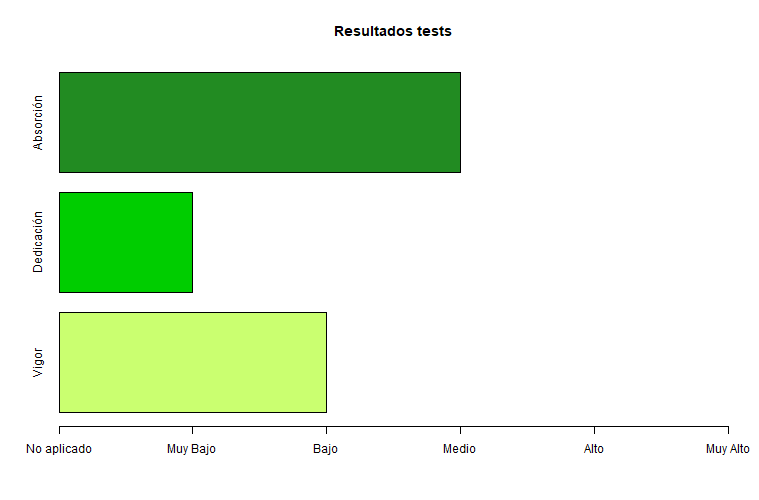 Resultados tests
Absorción
Dedicación
Vigor
No aplicado Muy Bajo Bajo Medio Alto Muy Alto